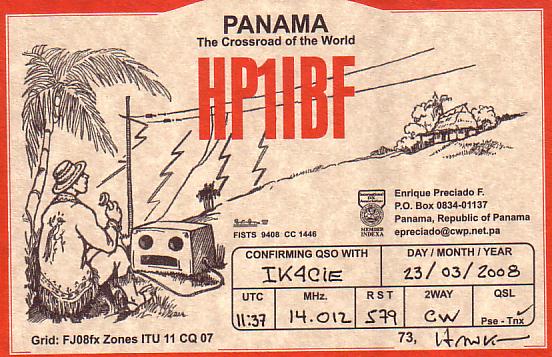 PANAMA
The Crossroad of the World
HP1IBF
Enrique Preciado F.
P.O. Box 0834-01137
Panama, Republic of Panama
epreciado@cwp.net.pa
MEMBER
INDEXA
FISTS 9408 CC 1446
CONFIRMING QSO WITH
DAY / MONTH / YEAR
IK4CIE
23/03/2008
UTC MHz. R S T 2WAY QSL
11:37 14.012 579 CW Pse - Tnx
Grid: FJ08fx Zones ITU 11 CQ 07
73,